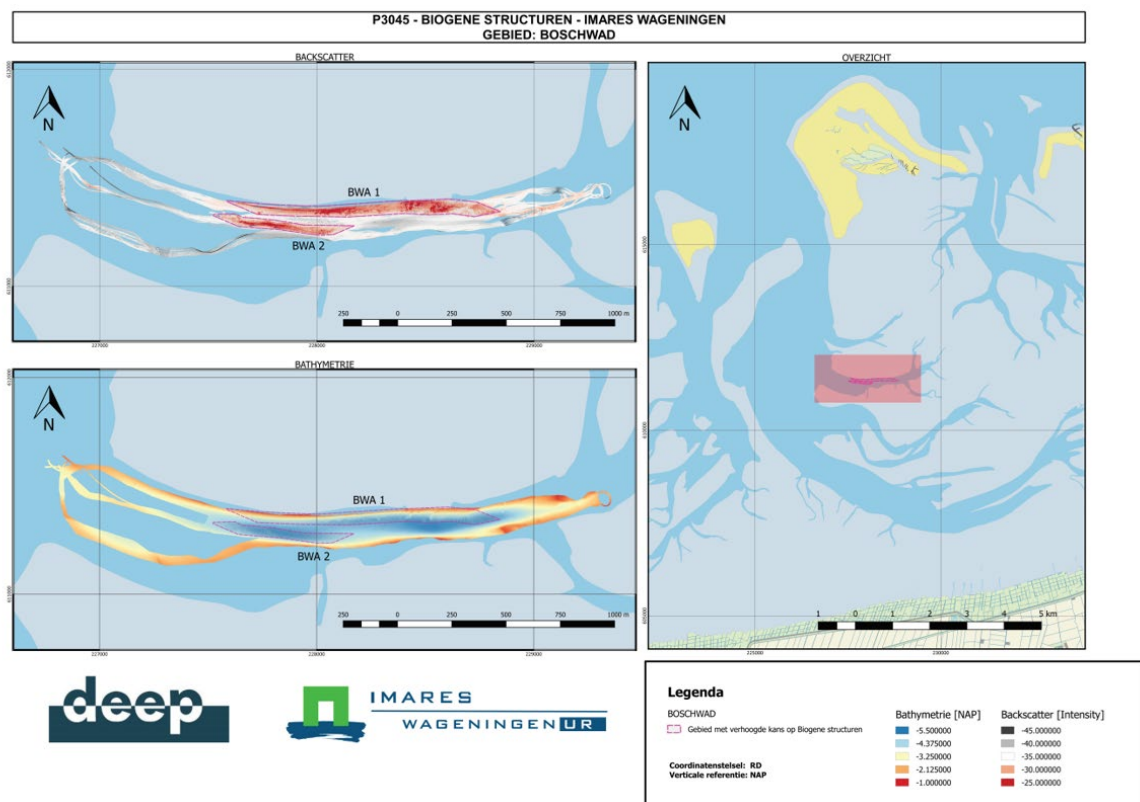 P3045 - BIOGENE STRUCTUREN - IMARES WAGENINGEN
GEBIED: BOSCHWAD
BACKSCATTER
N
BWA 1
BWA 2
250 0 250 500 750 1000 m
227000 228000 229000
BATHYMETRIE
N
BWA 1
BWA 2
250 0 250 500 750 1000 m
227000 228000 229000
OVERZICHT
N
1 0 1 2 3 4 5 km
225000 230000
deep
IMARES
WAGENINGEN UR
Legenda
BOSCHWAD
Gebied met verhoogde kans op Biogene structuren
Coordinatenstelsel: RD
Verticale referentie: NAP
Bathymetrie [NAP]
-5.500000
-4.375000
-3.250000
-2.125000
-1.000000
Backscatter [Intensity]
-45.000000
-40.000000
-35.000000
-30.000000
-25.000000